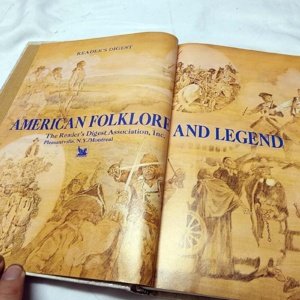 READER'S DIGEST
AMERICAN FOLKLORE AND LEGEND
The Reader's Digest Association, Inc.
Pleasantville, N.Y./Montreal